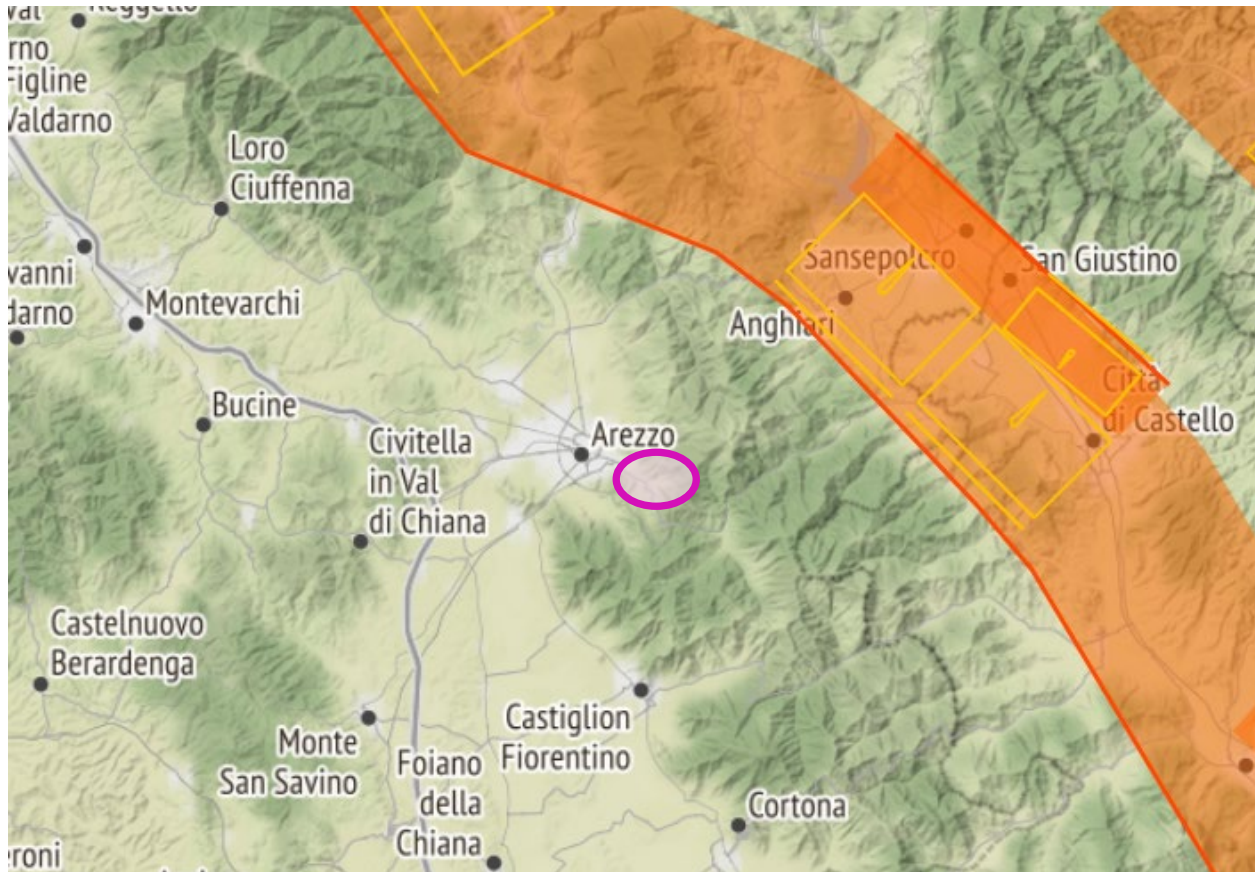 Reggello
Figline
Valdarno
Loro
Ciuffenna
Montevarchi
Bucine
Civitella
in Val
di Chiana
Arezzo
Sansepolcro
San Giustino
Anghiari
Città
di Castello
Castelnuovo
Berardenga
Monte
San Savino
Foiano
della
Chiana
Castiglion
Fiorentino
Cortona